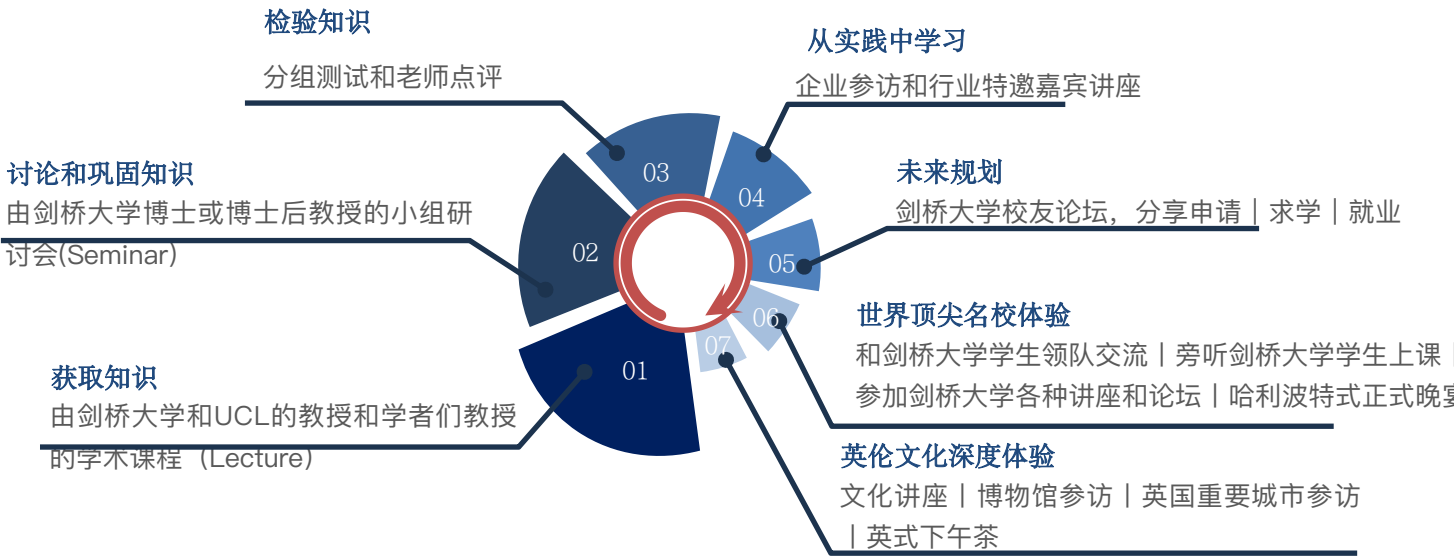 检验知识
分组测试和老师点评
从实践中学习
企业参访和行业特邀嘉宾讲座
讨论和巩固知识
由剑桥大学博士或博士后教授的小组研
讨会(Seminar)
未来规划
剑桥大学校友论坛，分享申请｜求学｜就业
获取知识
由剑桥大学和UCL的教授和学者们教授
的学术课程（Lecture）
世界顶尖名校体验
和剑桥大学学生领队交流｜旁听剑桥大学学生上课｜
参加剑桥大学各种讲座和论坛｜哈利波特式正式晚宴
英伦文化深度体验
文化讲座｜博物馆参访｜英国重要城市参访
｜英式下午茶
01
02
03
04
05
06
07